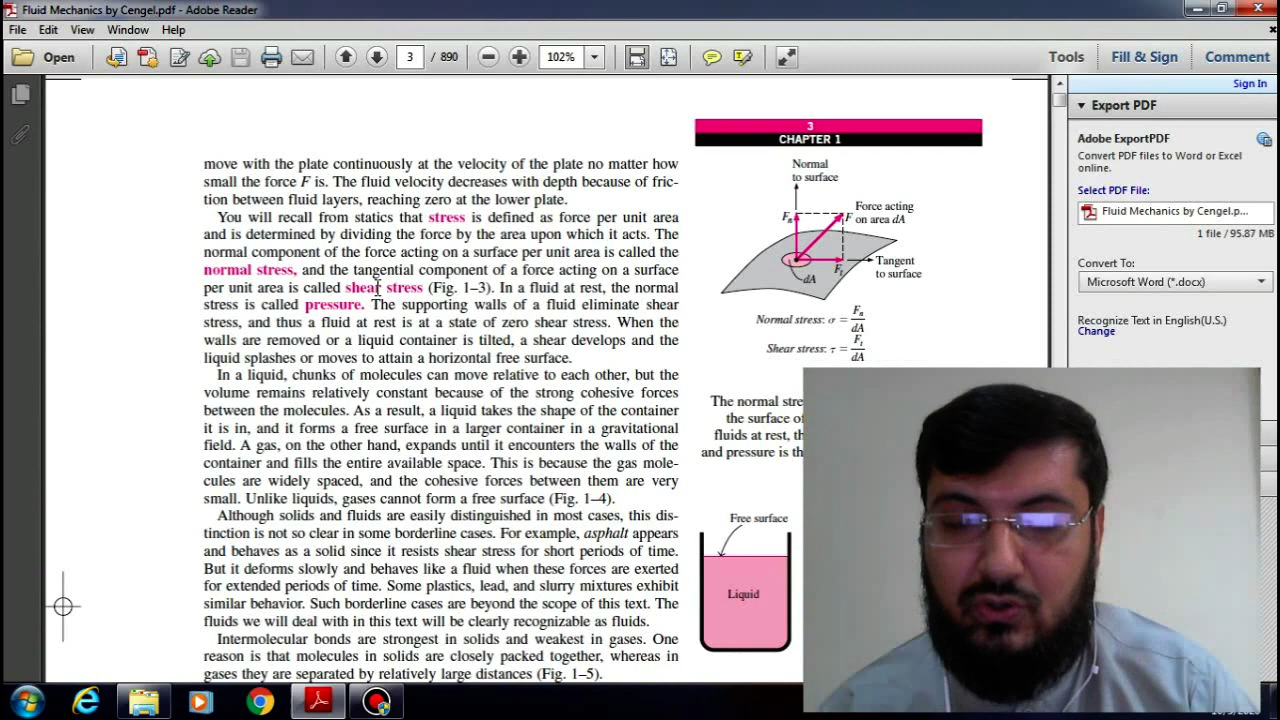 Fluid Mechanics by Cengel.pdf - Adobe Reader
File Edit View Window Help
Open 3 / 890 102% Tools Fill & Sign Comment
Sign In
Export PDF
Adobe ExportPDF
Convert PDF files to Word or Excel
online.
Select PDF File:
Fluid Mechanics by Cengel.p...
1 file / 95.87 MB
Convert To:
Microsoft Word (*.docx)
Recognize Text in English(U.S.)
Change
move with the plate continuously at the velocity of the plate no matter how
small the force F is. The fluid velocity decreases with depth because of fric-
tion between fluid layers, reaching zero at the lower plate.
You will recall from statics that stress is defined as force per unit area
and is determined by dividing the force by the area upon which it acts. The
normal component of the force acting on a surface per unit area is called the
normal stress, and the tangential component of a force acting on a surface
per unit area is called shear stress (Fig. 1–3). In a fluid at rest, the normal
stress is called pressure. The supporting walls of a fluid eliminate shear
stress, and thus a fluid at rest is at a state of zero shear stress. When the
walls are removed or a liquid container is tilted, a shear develops and the
liquid splashes or moves to attain a horizontal free surface.
In a liquid, chunks of molecules can move relative to each other, but the
volume remains relatively constant because of the strong cohesive forces
between the molecules. As a result, a liquid takes the shape of the container
it is in, and it forms a free surface in a larger container in a gravitational
field. A gas, on the other hand, expands until it encounters the walls of the
container and fills the entire available space. This is because the gas mole-
cules are widely spaced, and the cohesive forces between them are very
small. Unlike liquids, gases cannot form a free surface (Fig. 1–4).
Although solids and fluids are easily distinguished in most cases, this dis-
tinction is not so clear in some borderline cases. For example, asphalt appears
and behaves as a solid since it resists shear stress for short periods of time.
But it deforms slowly and behaves like a fluid when these forces are exerted
for extended periods of time. Some plastics, lead, and slurry mixtures exhibit
similar behavior. Such borderline cases are beyond the scope of this text. The
fluids we will deal with in this text will be clearly recognizable as fluids.
Intermolecular bonds are strongest in solids and weakest in gases. One
reason is that molecules in solids are closely packed together, whereas in
gases they are separated by relatively large distances (Fig. 1–5).
3
CHAPTER 1
Normal
to surface
Force acting
on area dA
Fn
F
Ft
Tangent
to surface
dA
Normal stress: σ = Fn/dA
Shear stress: τ = Ft/dA
The normal stre
the surface of
fluids at rest, th
and pressure is th
Free surface
Liquid